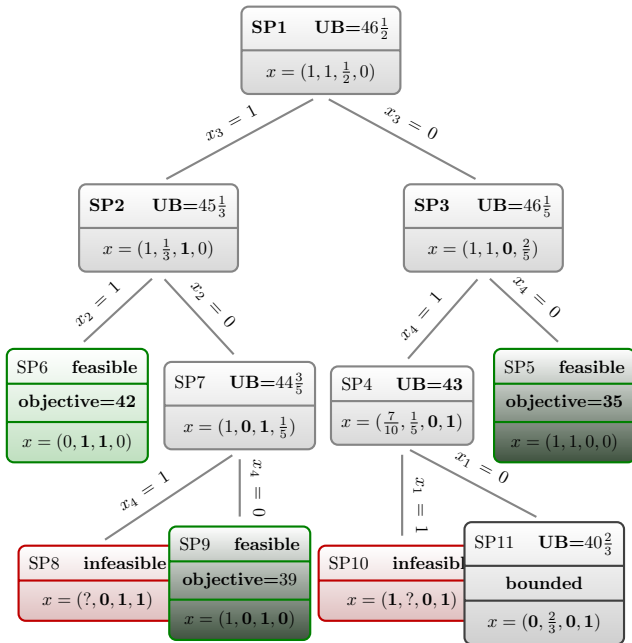 SP1 UB=46½
x = (1, 1, ½, 0)
x₃ = 1
x₃ = 0
SP2 UB=45⅓
x = (1, ⅓, 1, 0)
SP3 UB=46⅕
x = (1, 1, 0, ⅖)
x₂ = 1
x₂ = 0
x₄ = 1
x₄ = 0
SP6 feasible
objective=42
x = (0, 1, 1, 0)
SP7 UB=44⅗
x = (1, 0, 1, ⅕)
SP4 UB=43
x = (7/10, ⅕, 0, 1)
SP5 feasible
objective=35
x = (1, 1, 0, 0)
x₄ = 1
x₄ = 0
x₁ = 1
x₁ = 0
SP8 infeasible
x = (?, 0, 1, 1)
SP9 feasible
objective=39
x = (1, 0, 1, 0)
SP10 infeasibl
x = (1, ?, 0, 1)
SP11 UB=40⅔
bounded
x = (0, ⅔, 0, 1)